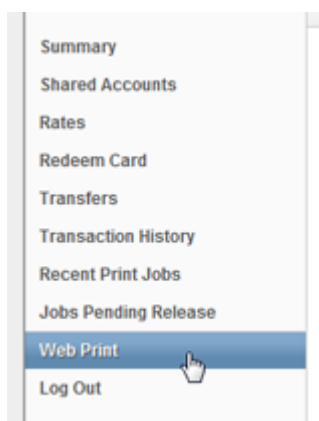 Summary
Shared Accounts
Rates
Redeem Card
Transfers
Transaction History
Recent Print Jobs
Jobs Pending Release
Web Print
Log Out